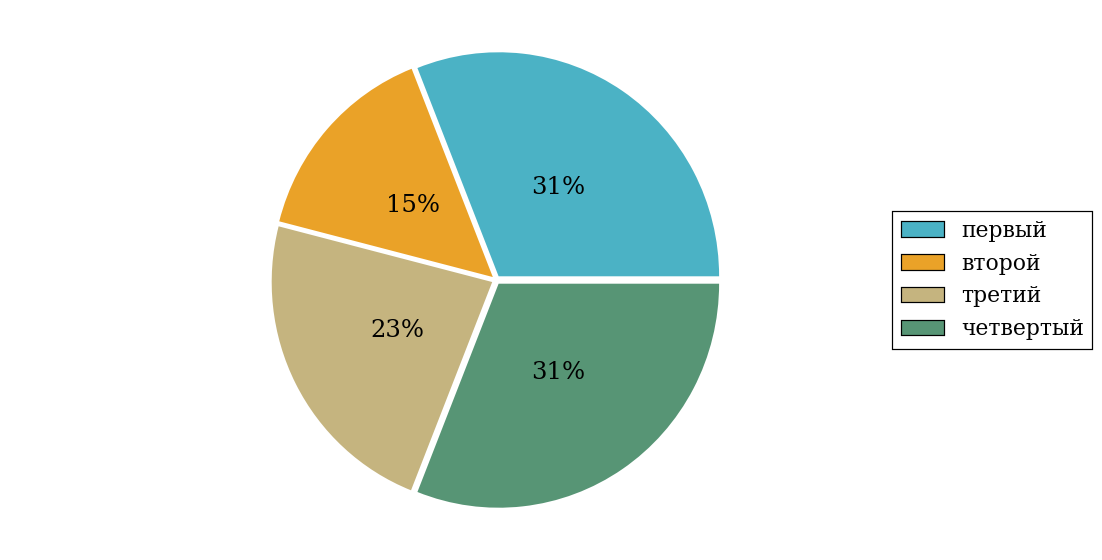 31%
15%
23%
31%
первый
второй
третий
четвертый